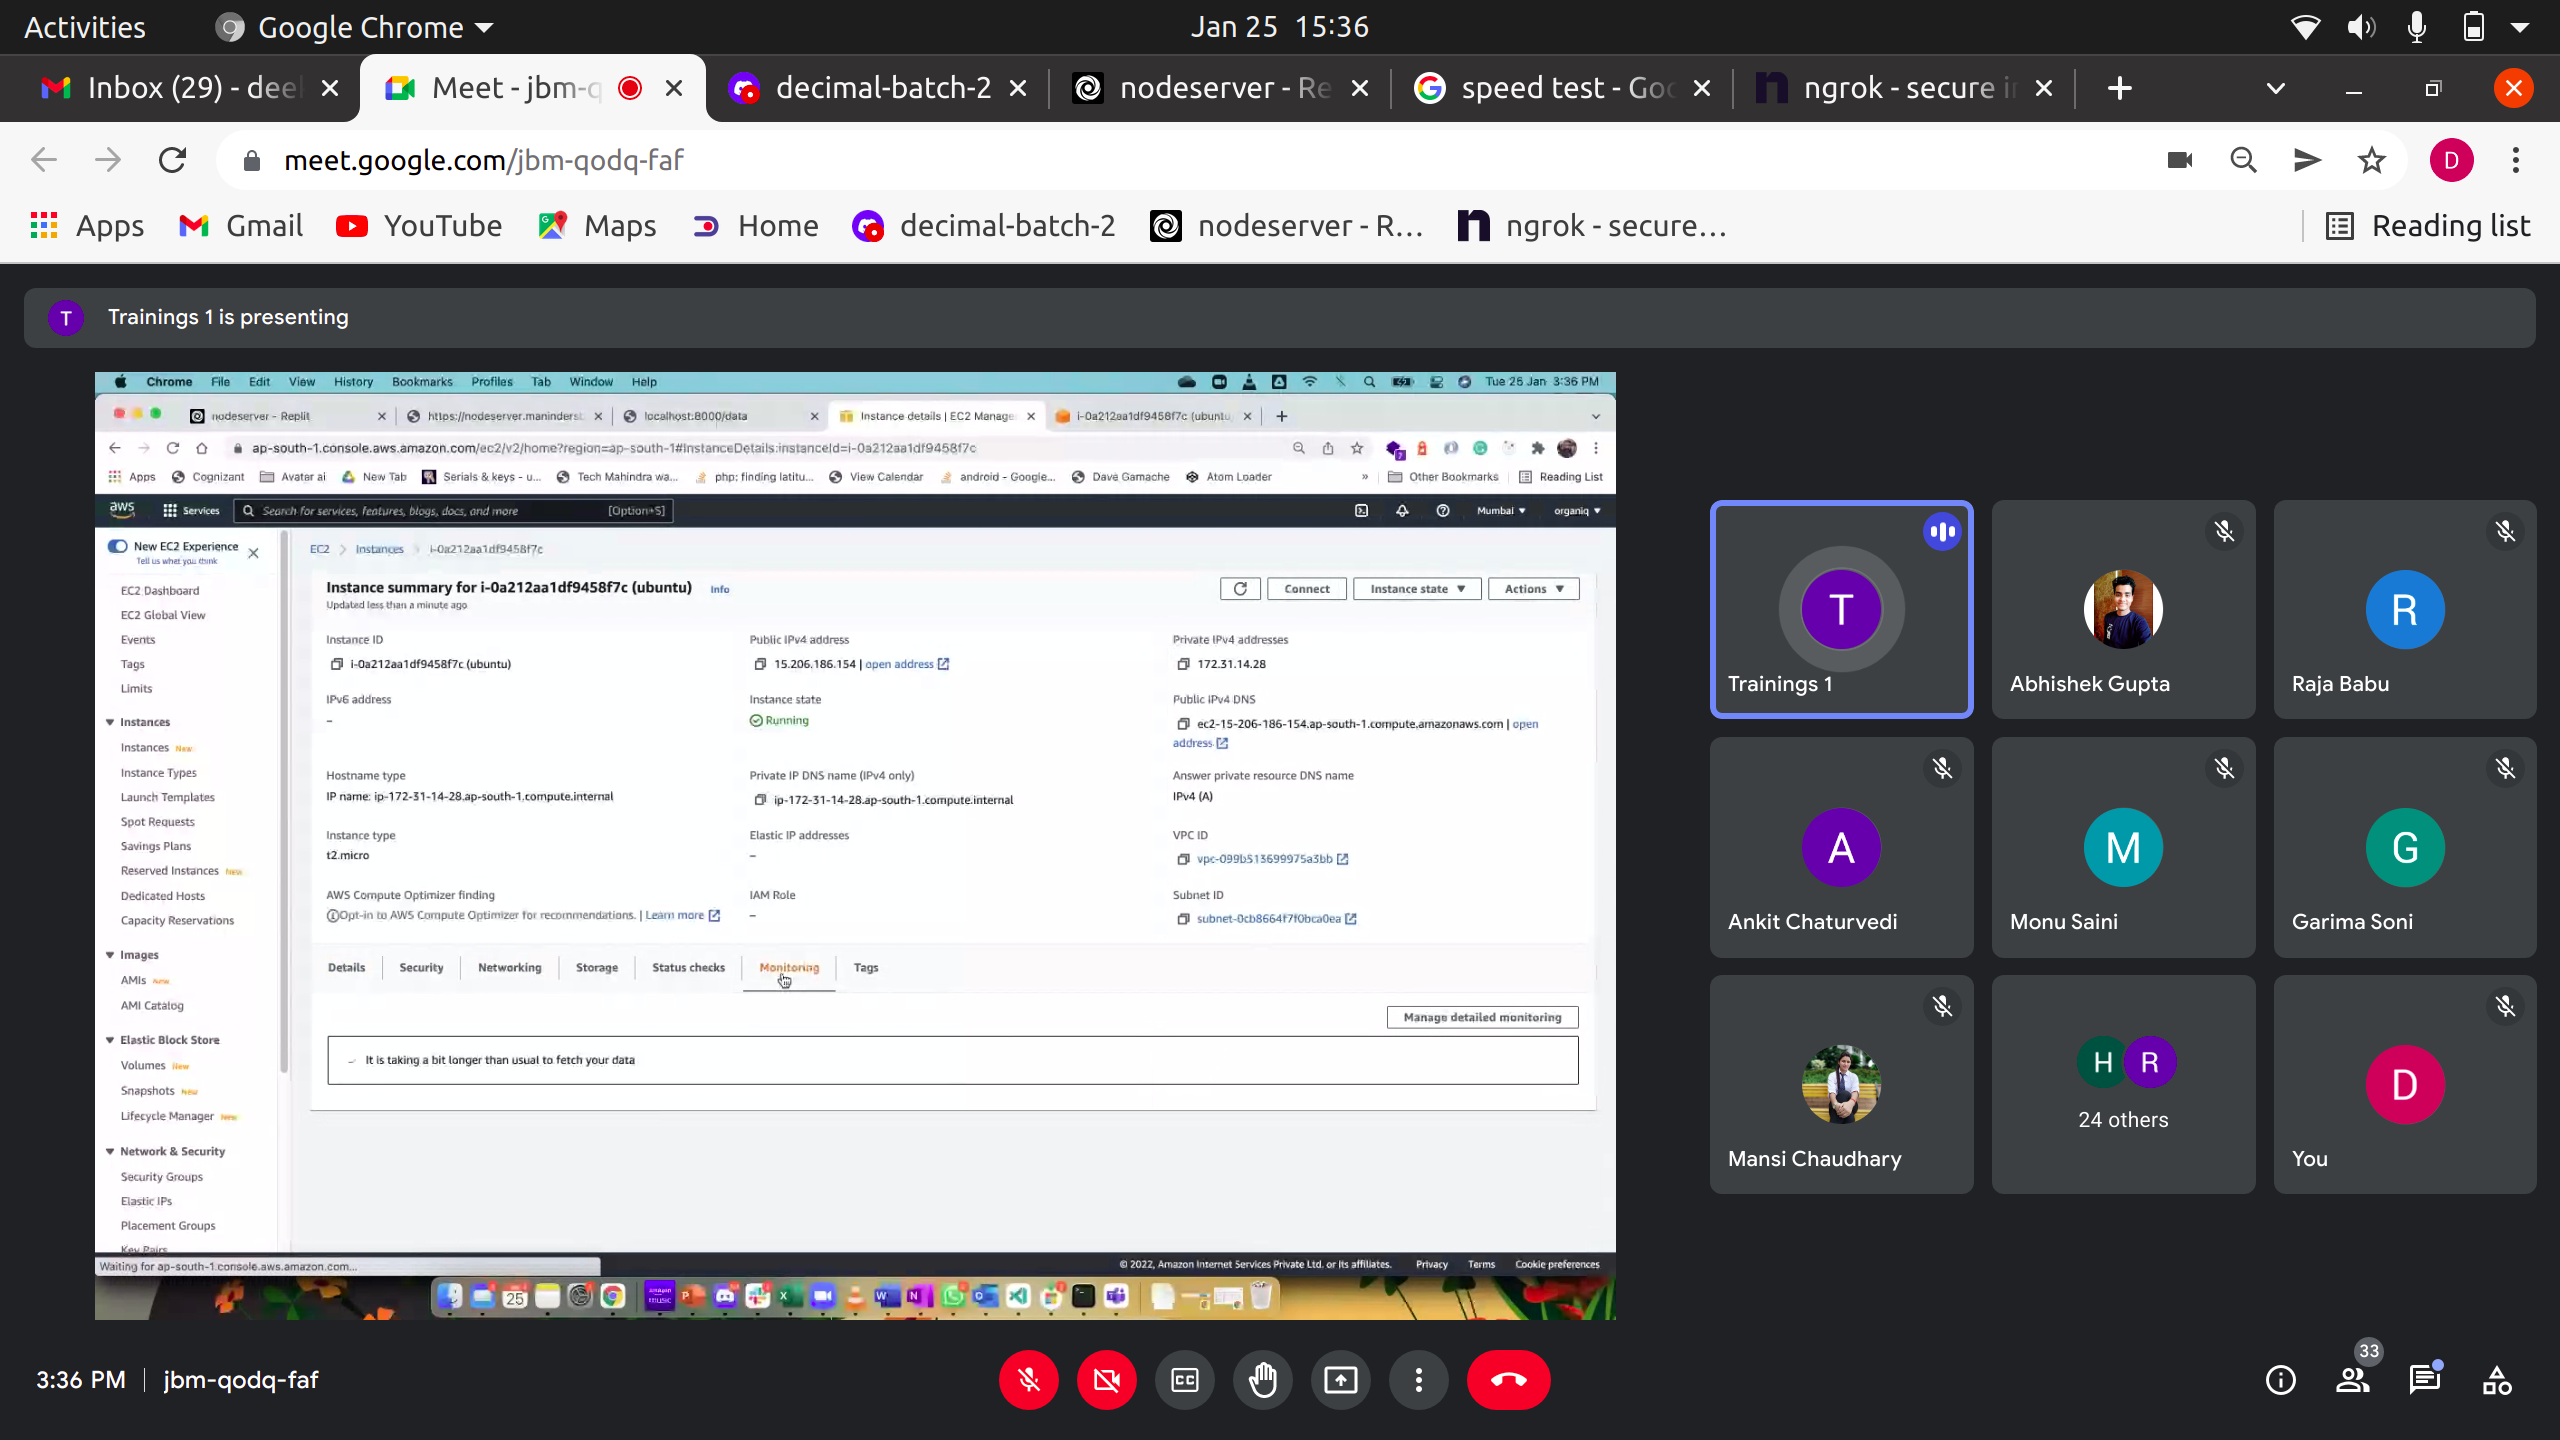 Activities
Google Chrome
Jan 25 15:36
Inbox (29) - deel
Meet - jbm-q
decimal-batch-2
nodeserver - Re
speed test - Goo
ngrok - secure in
meet.google.com/jbm-qodq-faf
D
Apps
Gmail
YouTube
Maps
Home
decimal-batch-2
nodeserver - R...
ngrok - secure...
Reading list
T
Trainings 1 is presenting
Chrome File Edit View History Bookmarks Profiles Tab Window Help
Tue 25 Jan 3:36 PM
nodeserver - Replit
https://nodeserver.maninderst
localhost:8000/data
Instance details | EC2 Manage
i-0a212aa1df9458f7c (ubuntu
ap-south-1.console.aws.amazon.com/ec2/v2/home?region=ap-south-1#InstanceDetails:instanceId=i-0a212aa1df9458f7c
Apps
Cognizant
Avatar ai
New Tab
Serials & keys - u...
Tech Mahindra wa...
php: finding latitu...
View Calendar
android - Google...
Dave Gamache
Atom Loader
»
Other Bookmarks
Reading List
aws
Services
Search for services, features, blogs, docs, and more
[Option+S]
Mumbai
organiq
New EC2 Experience
Tell us what you think
EC2 Dashboard
EC2 Global View
Events
Tags
Limits
Instances
Instances New
Instance Types
Launch Templates
Spot Requests
Savings Plans
Reserved Instances New
Dedicated Hosts
Capacity Reservations
Images
AMIs New
AMI Catalog
Elastic Block Store
Volumes New
Snapshots New
Lifecycle Manager New
Network & Security
Security Groups
Elastic IPs
Placement Groups
Key Pairs
EC2
Instances
i-0a212aa1df9458f7c
Instance summary for i-0a212aa1df9458f7c (ubuntu)
Info
Updated less than a minute ago
Connect
Instance state
Actions
Instance ID
i-0a212aa1df9458f7c (ubuntu)
Public IPv4 address
15.206.186.154 | open address
Private IPv4 addresses
172.31.14.28
IPv6 address
–
Instance state
Running
Public IPv4 DNS
ec2-15-206-186-154.ap-south-1.compute.amazonaws.com | open
address
Hostname type
IP name: ip-172-31-14-28.ap-south-1.compute.internal
Private IP DNS name (IPv4 only)
ip-172-31-14-28.ap-south-1.compute.internal
Answer private resource DNS name
IPv4 (A)
Instance type
t2.micro
Elastic IP addresses
–
VPC ID
vpc-099b513699975a3bb
AWS Compute Optimizer finding
Opt-in to AWS Compute Optimizer for recommendations. | Learn more
IAM Role
–
Subnet ID
subnet-0cb8664f7f0bca0ea
Details
Security
Networking
Storage
Status checks
Monitoring
Tags
Manage detailed monitoring
It is taking a bit longer than usual to fetch your data
Waiting for ap-south-1.console.aws.amazon.com...
© 2022, Amazon Internet Services Private Ltd. or its affiliates.
Privacy
Terms
Cookie preferences
25
T
Trainings 1
Abhishek Gupta
R
Raja Babu
A
Ankit Chaturvedi
M
Monu Saini
G
Garima Soni
Mansi Chaudhary
H R
24 others
D
You
3:36 PM
jbm-qodq-faf
CC
33